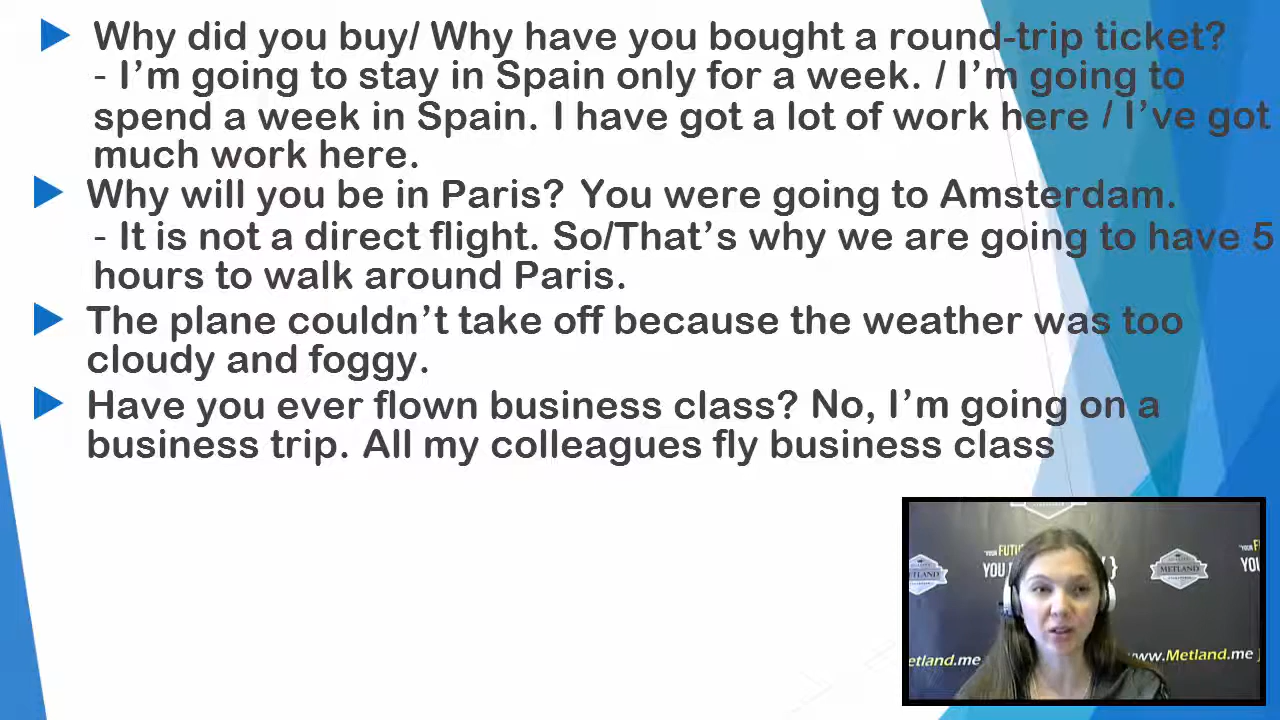 Why did you buy/ Why have you bought a round-trip ticket?
- I’m going to stay in Spain only for a week. / I’m going to
spend a week in Spain. I have got a lot of work here / I’ve got
much work here.
Why will you be in Paris? You were going to Amsterdam.
- It is not a direct flight. So/That’s why we are going to have 5
hours to walk around Paris.
The plane couldn’t take off because the weather was too
cloudy and foggy.
Have you ever flown business class? No, I’m going on a
business trip. All my colleagues fly business class
"YOUR FUTU
YOU
METLAND
etland.me
www.Metland.me